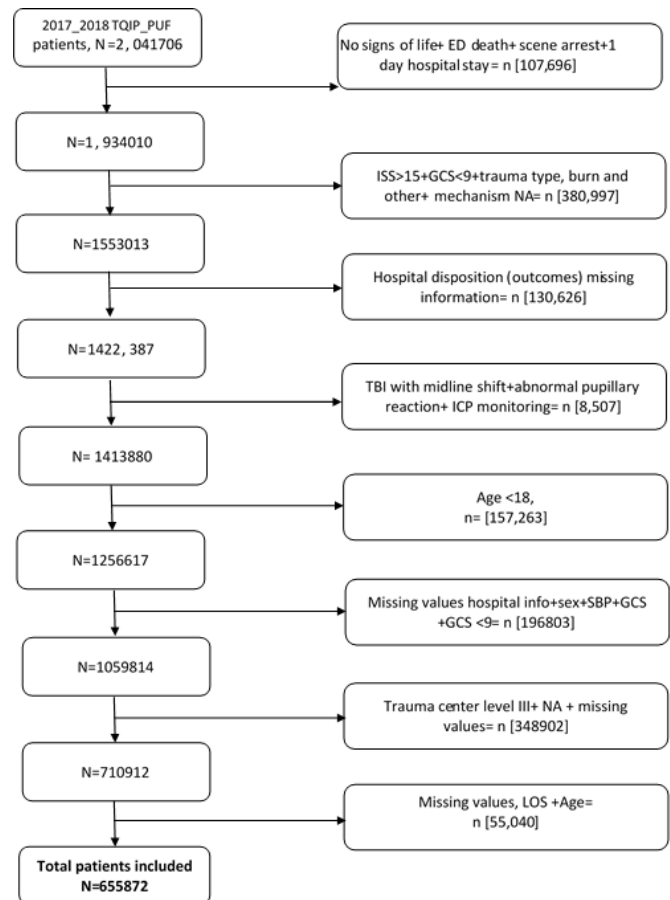 2017_2018 TQIP_PUF
patients, N =2, 041706
No signs of life+ ED death+ scene arrest+1
day hospital stay= n [107,696]
N=1, 934010
ISS>15+GCS<9+trauma type, burn and
other+ mechanism NA= n [380,997]
N=1553013
Hospital disposition (outcomes) missing
information= n [130,626]
N=1422, 387
TBI with midline shift+abnormal pupillary
reaction+ ICP monitoring= n [8,507]
N= 1413880
Age <18,
n= [157,263]
N=1256617
Missing values hospital info+sex+SBP+GCS
+GCS <9= n [196803]
N=1059814
Trauma center level III+ NA + missing
values= n [348902]
N=710912
Missing values, LOS +Age=
n [55,040]
Total patients included
N=655872